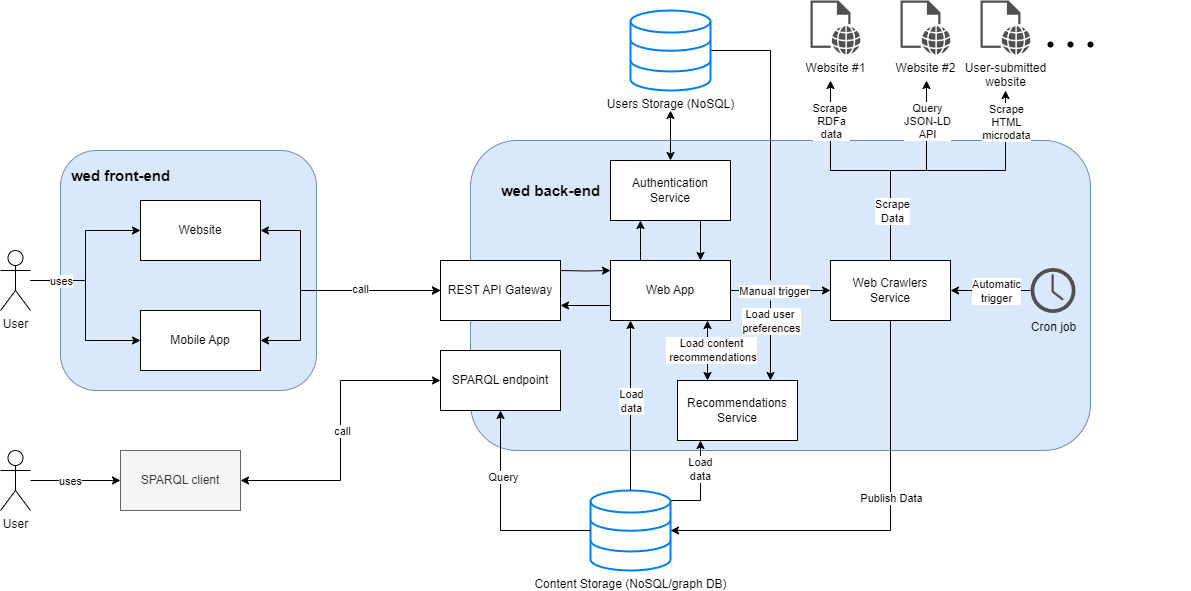 Website #1
Website #2
User-submitted
website
Users Storage (NoSQL)
Scrape
RDFa
data
Query
JSON-LD
API
Scrape
HTML
microdata
wed front-end
wed back-end
Authentication
Service
Scrape
Data
Website
uses
User
call
REST API Gateway
Web App
Manual trigger
Web Crawlers
Service
Automatic
trigger
Cron job
Load user
preferences
Mobile App
Load content
recommendations
SPARQL endpoint
Load
data
Recommendations
Service
call
User
uses
SPARQL client
Query
Load
data
Publish Data
Content Storage (NoSQL/graph DB)